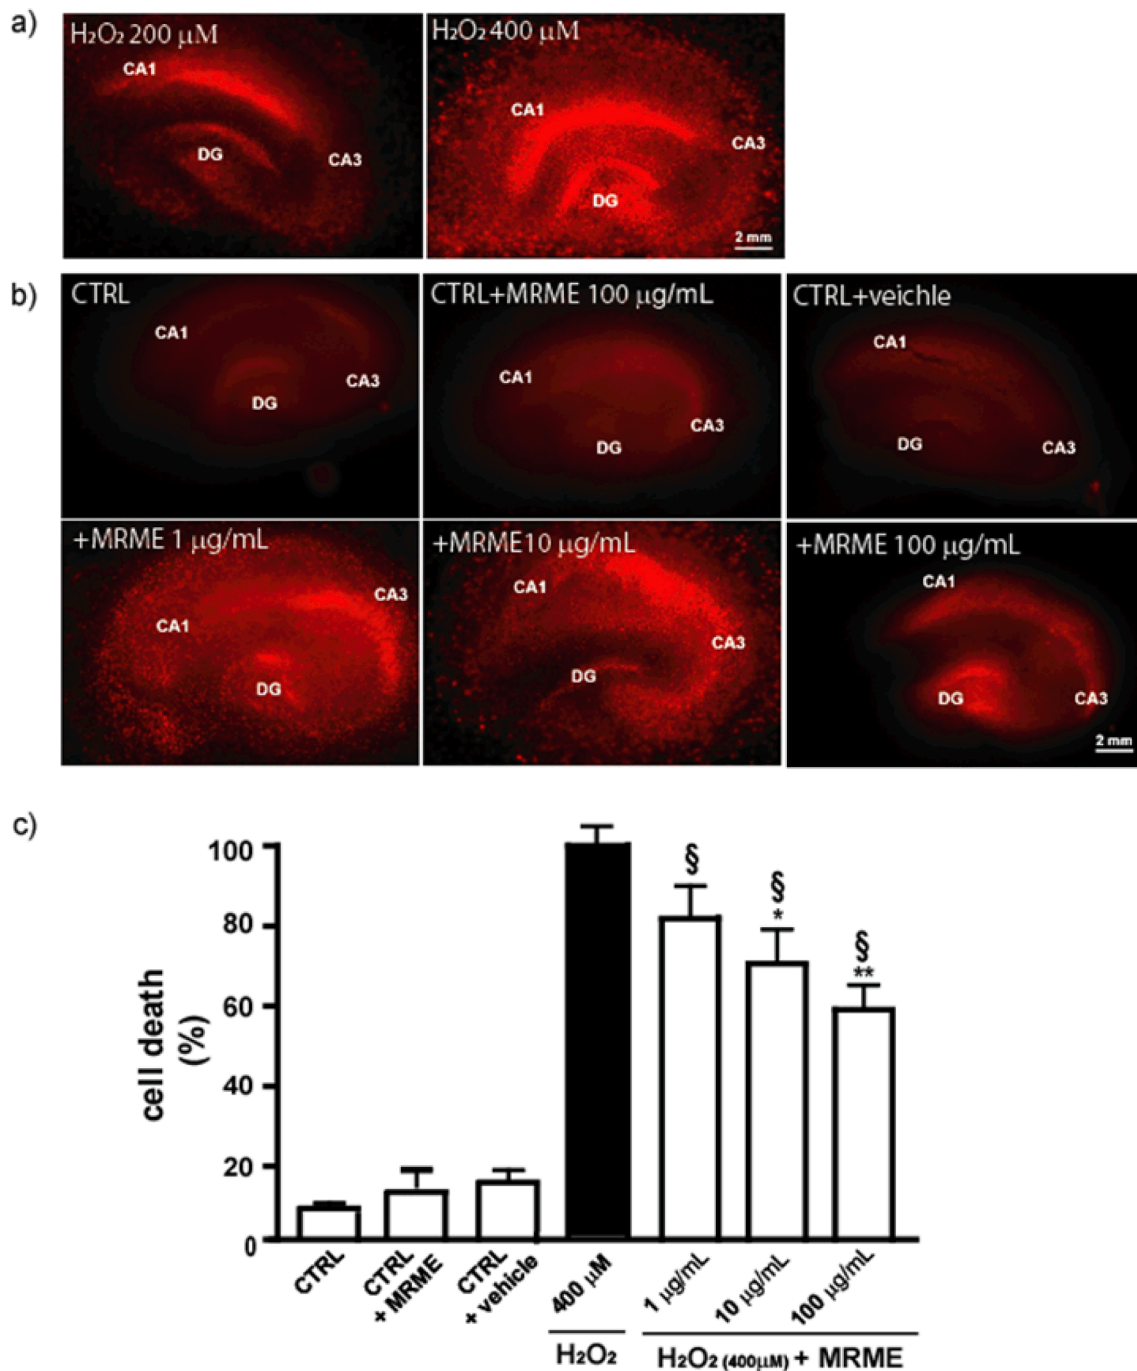 a)
H₂O₂ 200 μM
CA1
DG
CA3
H₂O₂ 400 μM
CA1
CA3
DG
2 mm
b)
CTRL
CA1
CA3
DG
CTRL+MRME 100 μg/mL
CA1
CA3
DG
CTRL+veichle
CA1
DG
CA3
+MRME 1 μg/mL
CA3
CA1
DG
+MRME10 μg/mL
CA1
CA3
DG
+MRME 100 μg/mL
CA1
DG
CA3
2 mm
c)
cell death
(%)
100
80
60
40
20
0
§
§
*
§
**
CTRL
CTRL
+ MRME
CTRL
+ vehicle
400 μM
1 μg/mL
10 μg/mL
100 μg/mL
H₂O₂
H₂O₂ (400μM) + MRME